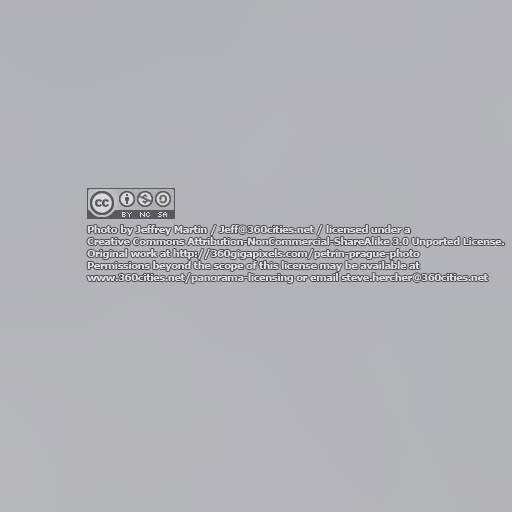 cc BY NC SA
Photo by Jeffrey Martin / Jeff@360cities.net / licensed under a
Creative Commons Attribution-NonCommercial-ShareAlike 3.0 Unported License.
Original work at http://360gigapixels.com/petrin-prague-photo
Permissions beyond the scope of this license may be available at
www.360cities.net/panorama-licensing or email steve.hercher@360cities.net